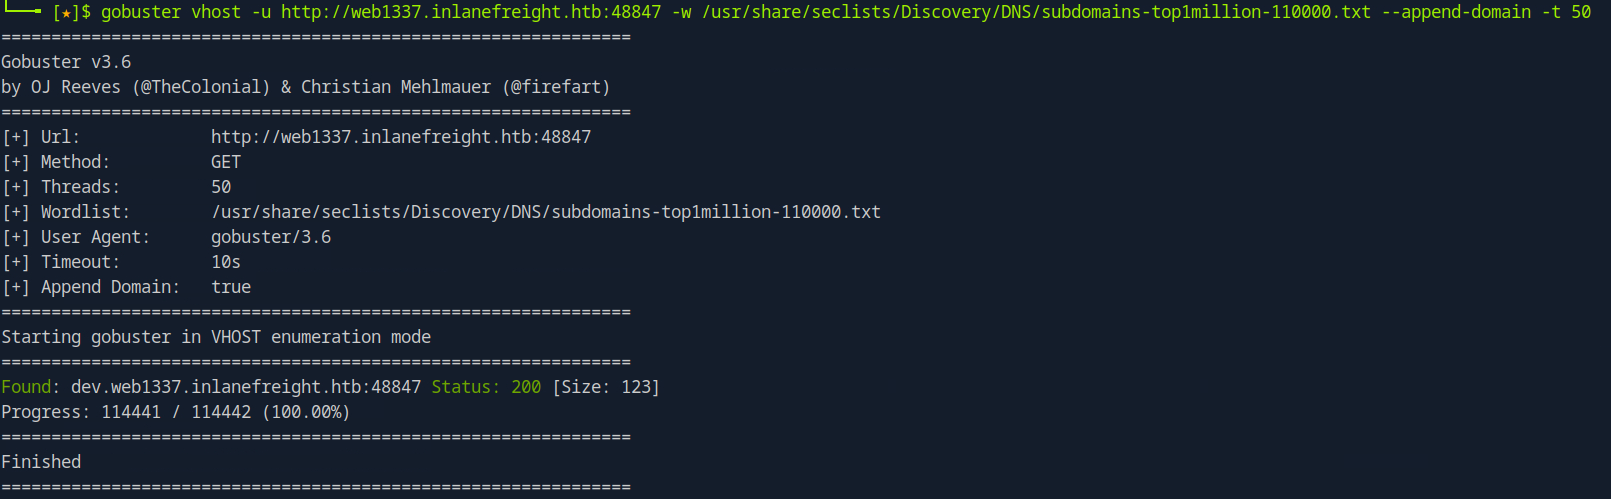 [★]$ gobuster vhost -u http://web1337.inlanefreight.htb:48847 -w /usr/share/seclists/Discovery/DNS/subdomains-top1million-110000.txt --append-domain -t 50
===============================================================
Gobuster v3.6
by OJ Reeves (@TheColonial) & Christian Mehlmauer (@firefart)
===============================================================
[+] Url:             http://web1337.inlanefreight.htb:48847
[+] Method:          GET
[+] Threads:         50
[+] Wordlist:        /usr/share/seclists/Discovery/DNS/subdomains-top1million-110000.txt
[+] User Agent:      gobuster/3.6
[+] Timeout:         10s
[+] Append Domain:   true
===============================================================
Starting gobuster in VHOST enumeration mode
===============================================================
Found: dev.web1337.inlanefreight.htb:48847 Status: 200 [Size: 123]
Progress: 114441 / 114442 (100.00%)
===============================================================
Finished
===============================================================